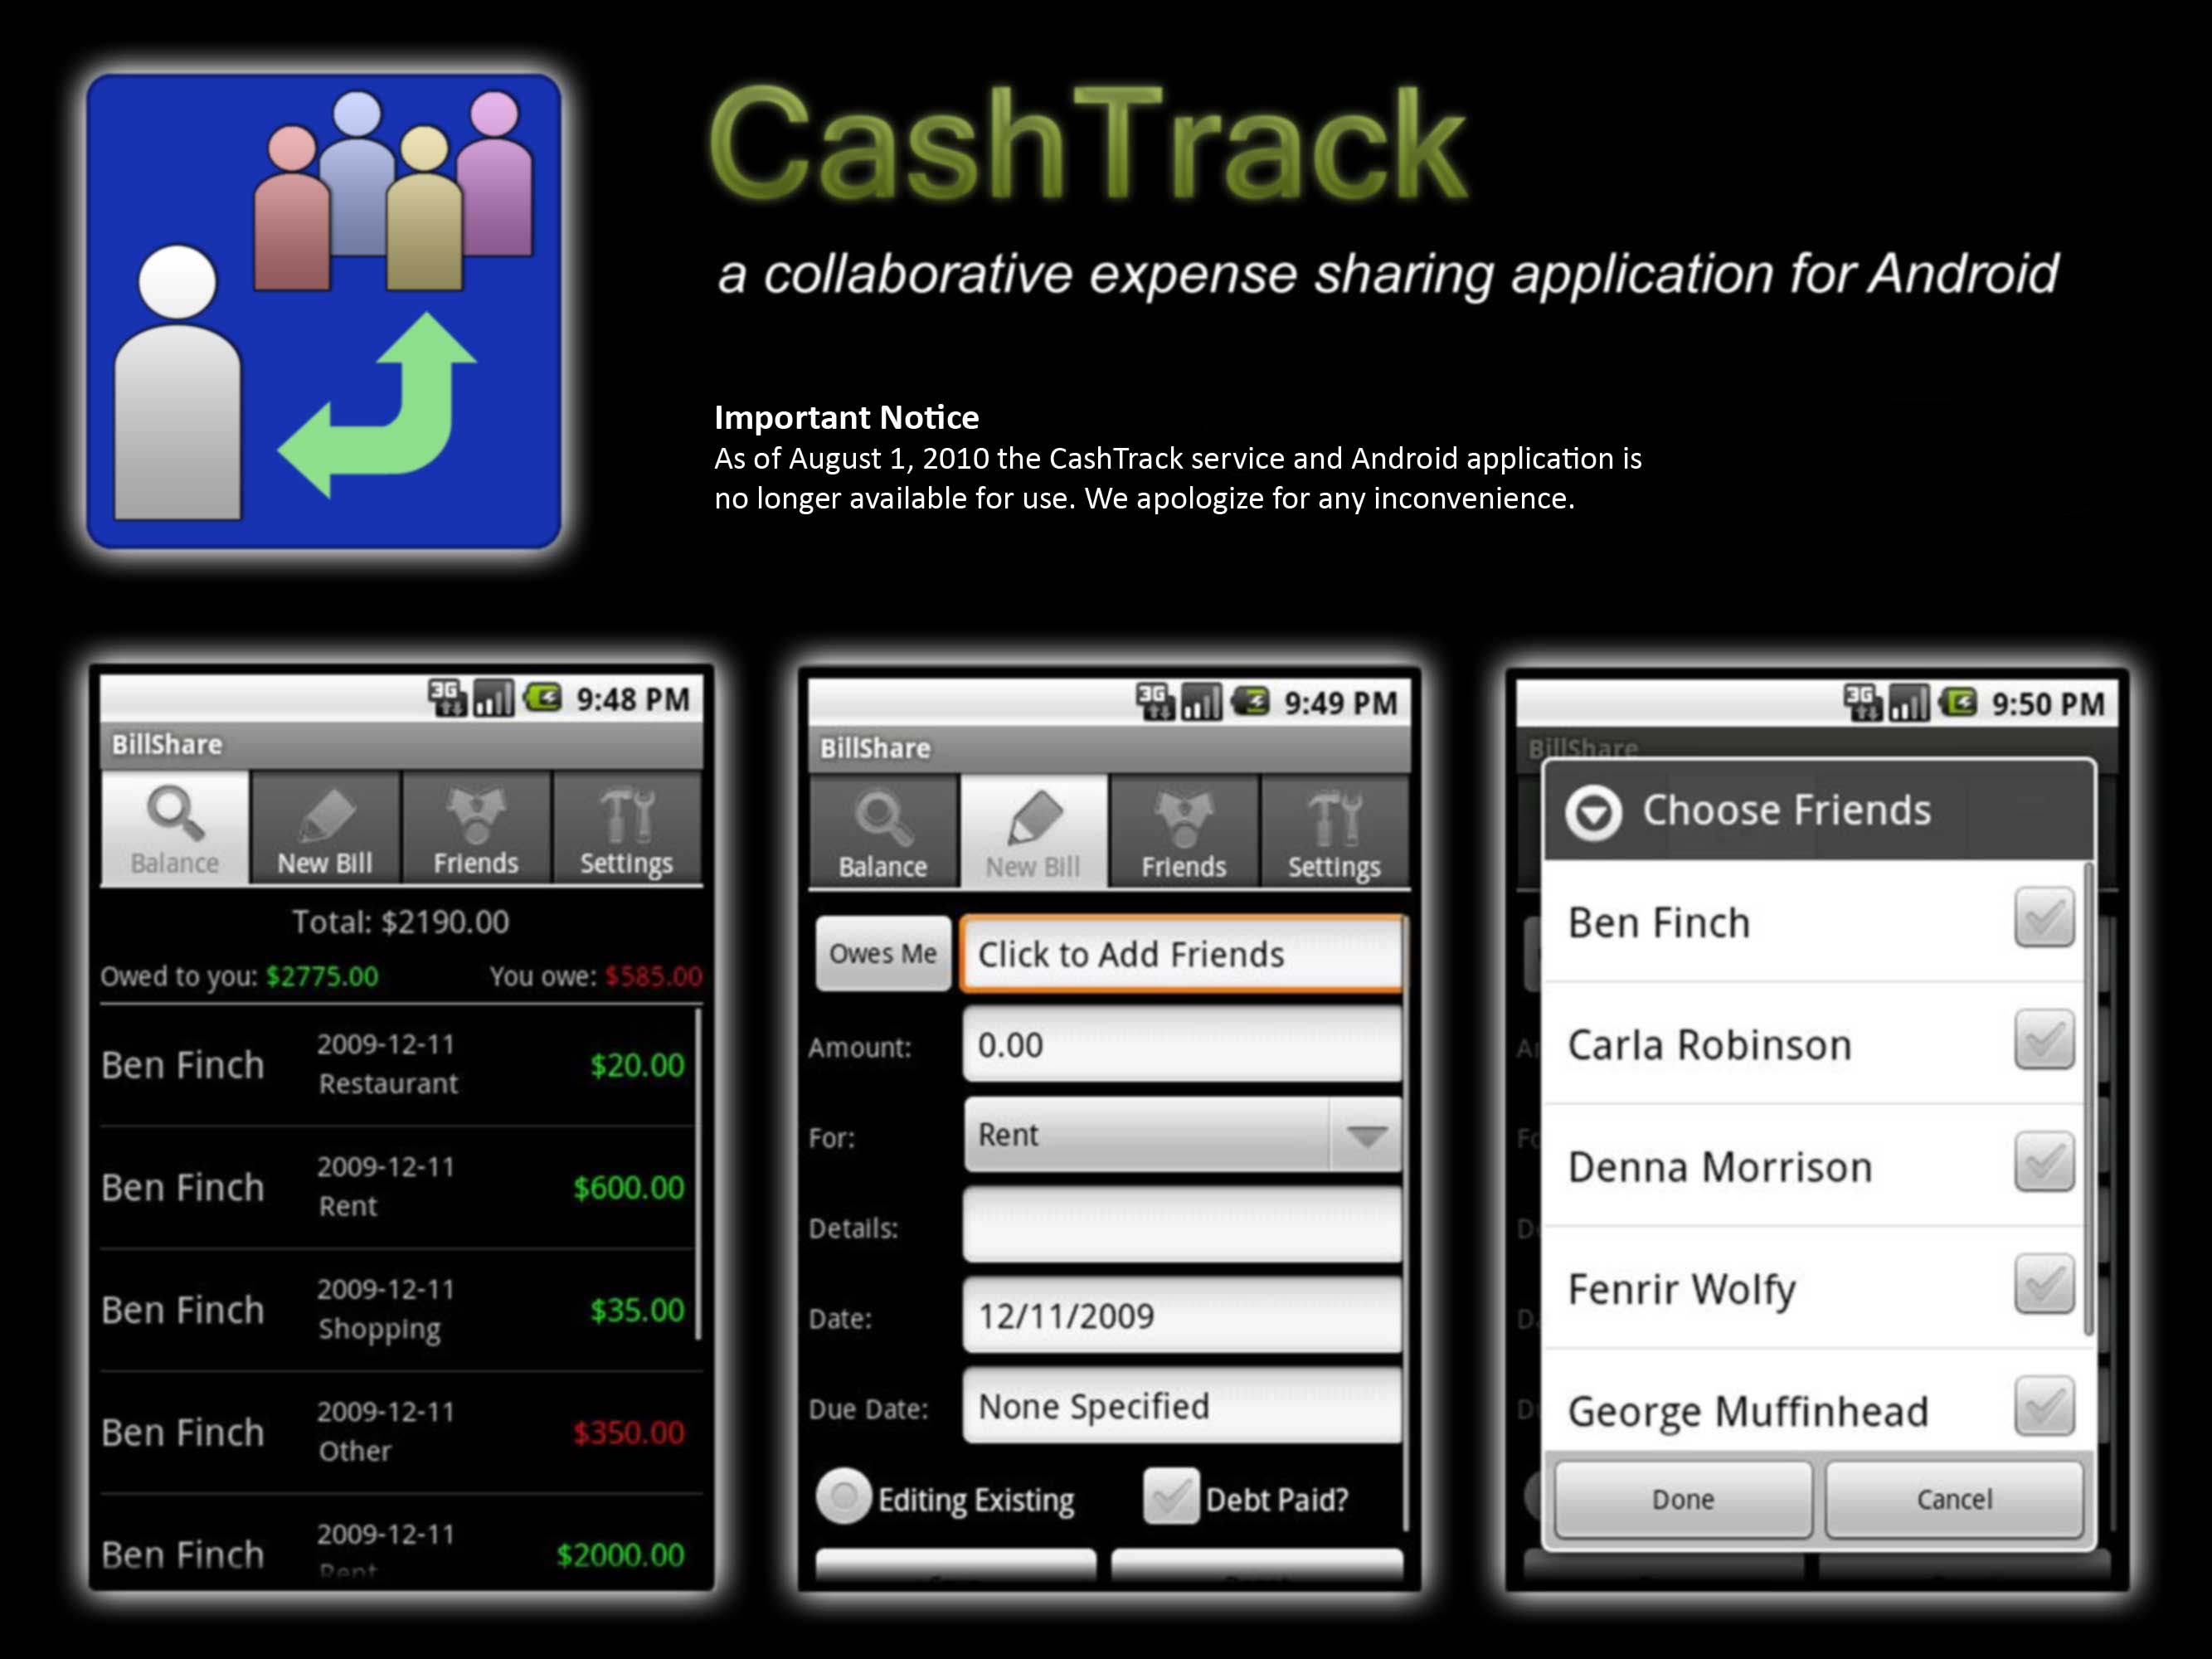 CashTrack
a collaborative expense sharing application for Android
Important Notice
As of August 1, 2010 the CashTrack service and Android application is
no longer available for use. We apologize for any inconvenience.
3G 9:48 PM
BillShare
Balance New Bill Friends Settings
Total: $2190.00
Owed to you: $2775.00 You owe: $585.00
Ben Finch 2009-12-11 Restaurant $20.00
Ben Finch 2009-12-11 Rent $600.00
Ben Finch 2009-12-11 Shopping $35.00
Ben Finch 2009-12-11 Other $350.00
Ben Finch 2009-12-11 Rent $2000.00
3G 9:49 PM
BillShare
Balance New Bill Friends Settings
Owes Me Click to Add Friends
Amount: 0.00
For: Rent
Details:
Date: 12/11/2009
Due Date: None Specified
Editing Existing Debt Paid?
3G 9:50 PM
BillShare
Choose Friends
Ben Finch
Carla Robinson
Denna Morrison
Fenrir Wolfy
George Muffinhead
Done Cancel